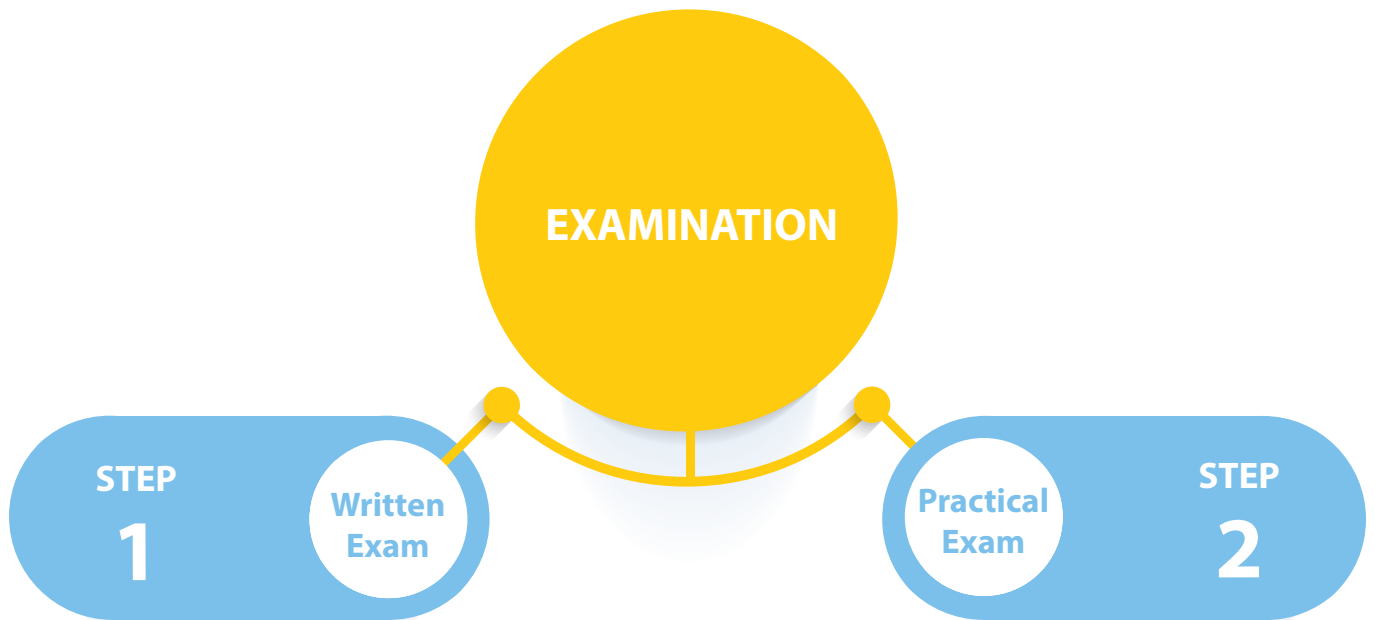 EXAMINATION
STEP
1
Written
Exam
Practical
Exam
STEP
2